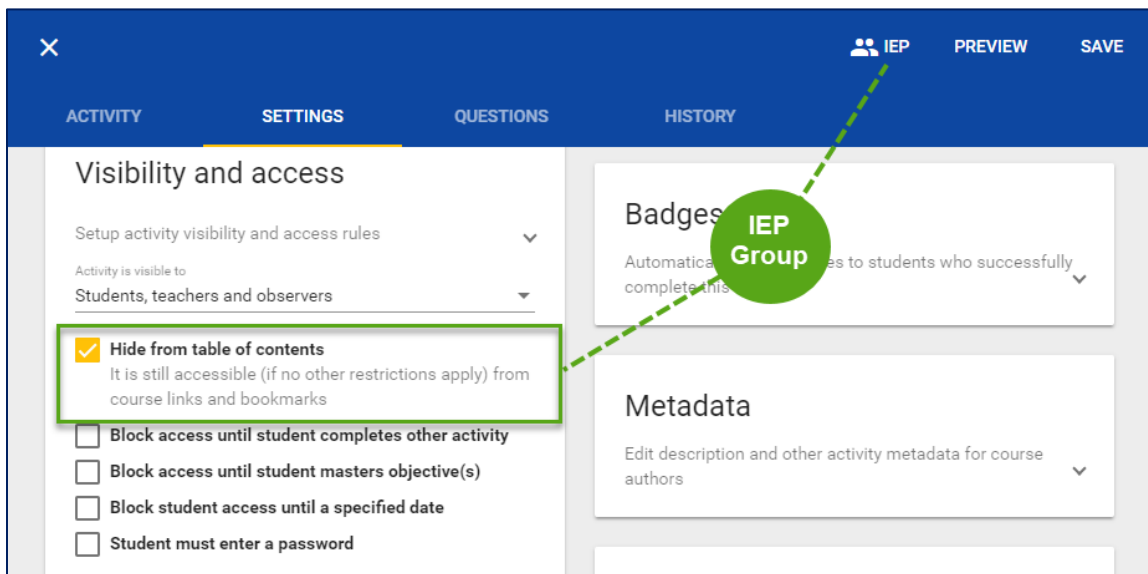 IEP PREVIEW SAVE
ACTIVITY SETTINGS QUESTIONS HISTORY
Visibility and access
Setup activity visibility and access rules
Activity is visible to
Students, teachers and observers
Hide from table of contents
It is still accessible (if no other restrictions apply) from
course links and bookmarks
Block access until student completes other activity
Block access until student masters objective(s)
Block student access until a specified date
Student must enter a password
Badges
IEP
Group
Automatica es to students who successfully
complete this
Metadata
Edit description and other activity metadata for course
authors